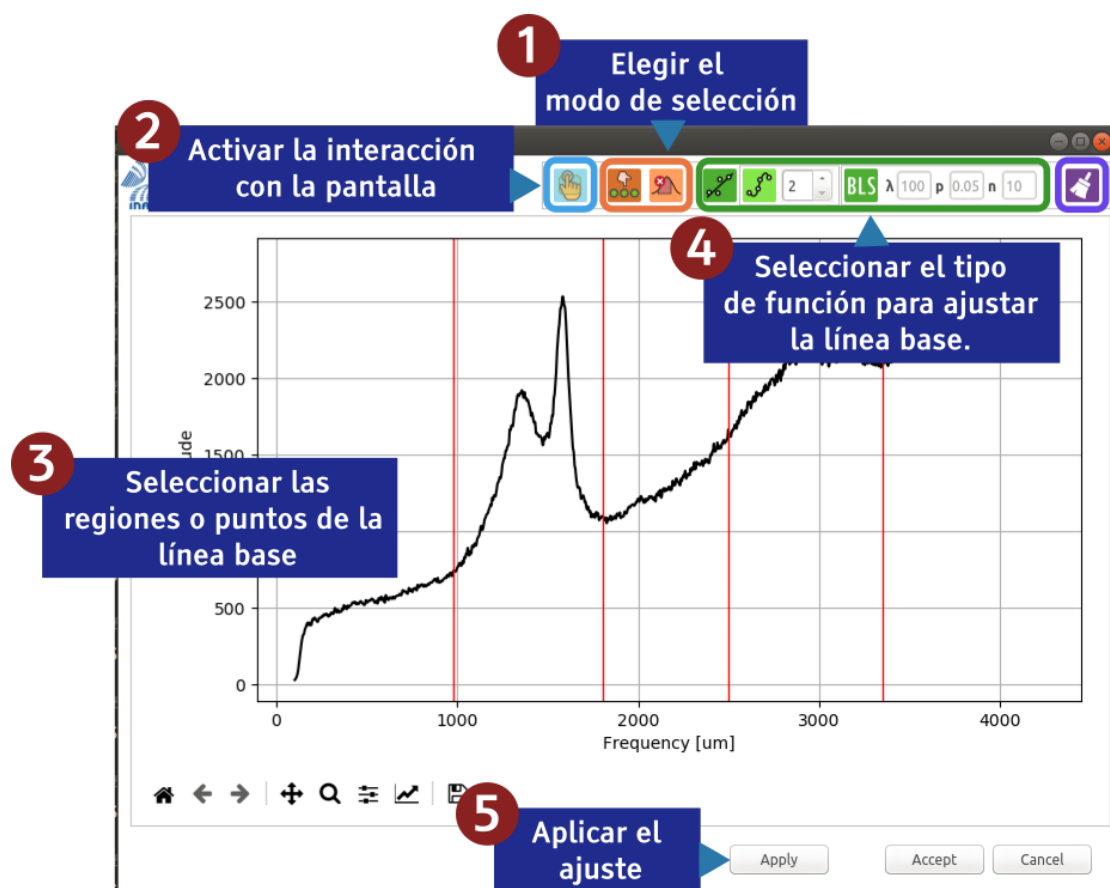 1
Elegir el
modo de selección
2
Activar la interacción
con la pantalla
BLS λ 100 p 0.05 n 10
2
4
Seleccionar el tipo
de función para ajustar
la línea base.
2500
2000
1500
500
0
3
Seleccionar las
regiones o puntos de la
línea base
0 1000 2000 3000 4000
Frequency [um]
5
Aplicar el
ajuste
Apply Accept Cancel